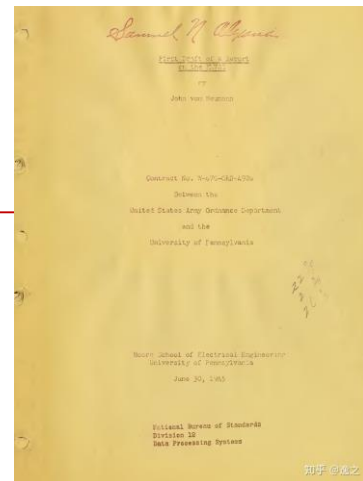 Samuel N
First Draft of a Report
on the EDVAC
by
John von Neumann
Contract No. W-670-ORD-
Between the
United States Army Ordnance Department
and the
University of Pennsylvania
Moore School of Electrical Engineering
University of Pennsylvania
June 30, 1945
National Bureau of Standards
Division 12
Data Processing Systems
知乎